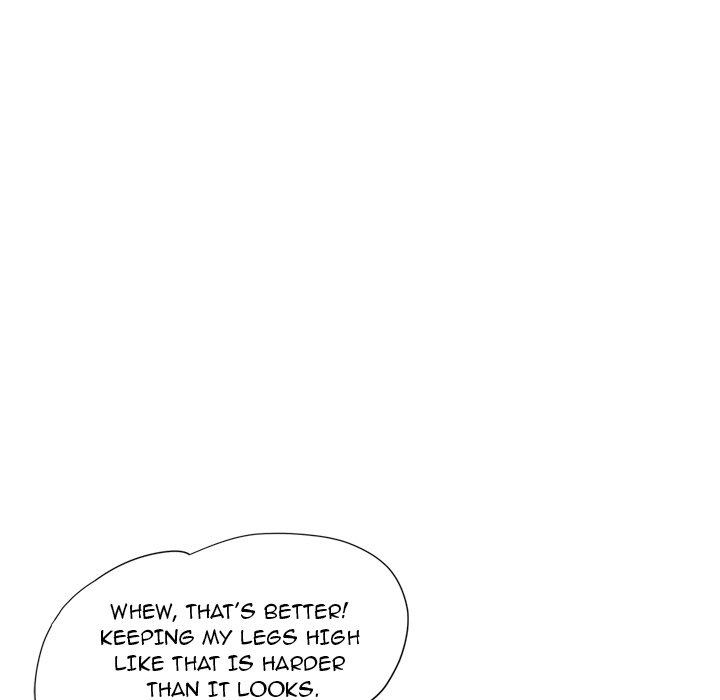 WHEW, THAT'S BETTER!
KEEPING MY LEGS HIGH
LIKE THAT IS HARDER
THAN IT LOOKS.